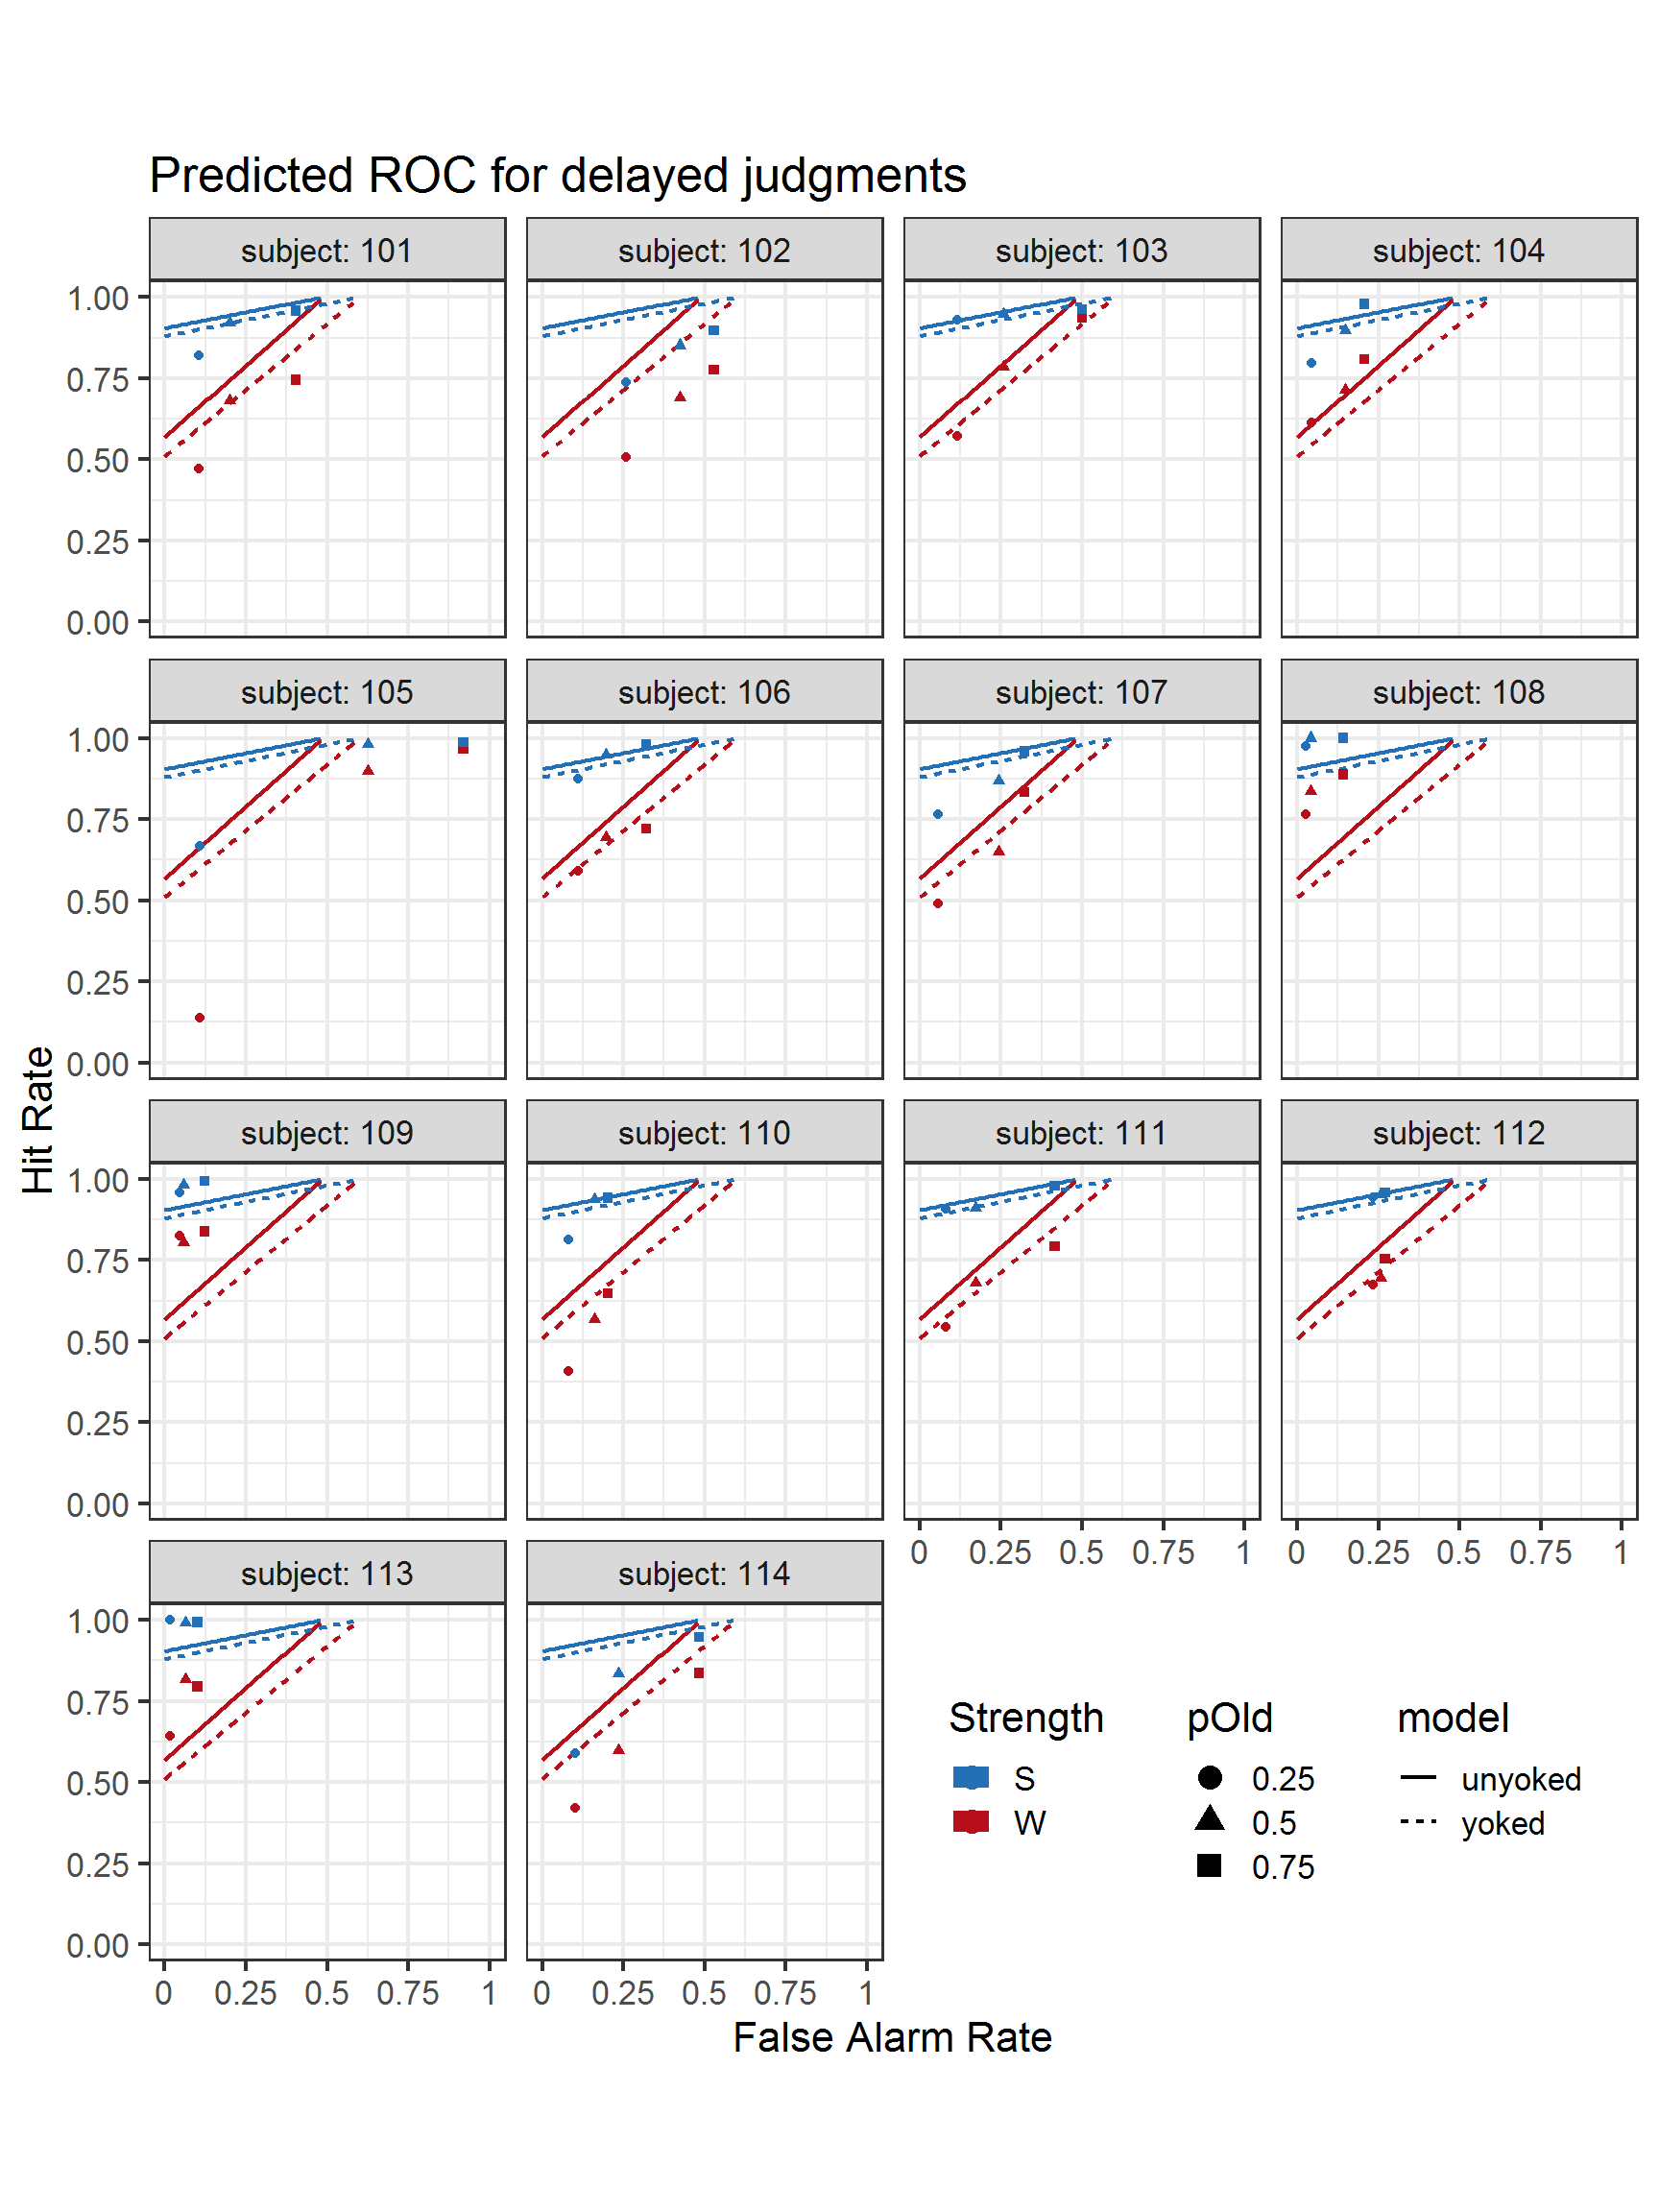 Predicted ROC for delayed judgments
subject: 101
subject: 102
subject: 103
subject: 104
1.00
0.75
0.50
0.25
0.00
subject: 105
subject: 106
subject: 107
subject: 108
1.00
0.75
0.50
0.25
0.00
Hit Rate
subject: 109
subject: 110
subject: 111
subject: 112
1.00
0.75
0.50
0.25
0.00
0 0.25 0.5 0.75 1
0 0.25 0.5 0.75 1
subject: 113
subject: 114
1.00
0.75
0.50
0.25
0.00
0 0.25 0.5 0.75 1
0 0.25 0.5 0.75 1
False Alarm Rate
Strength
S
W
pOld
0.25
0.5
0.75
model
unyoked
yoked